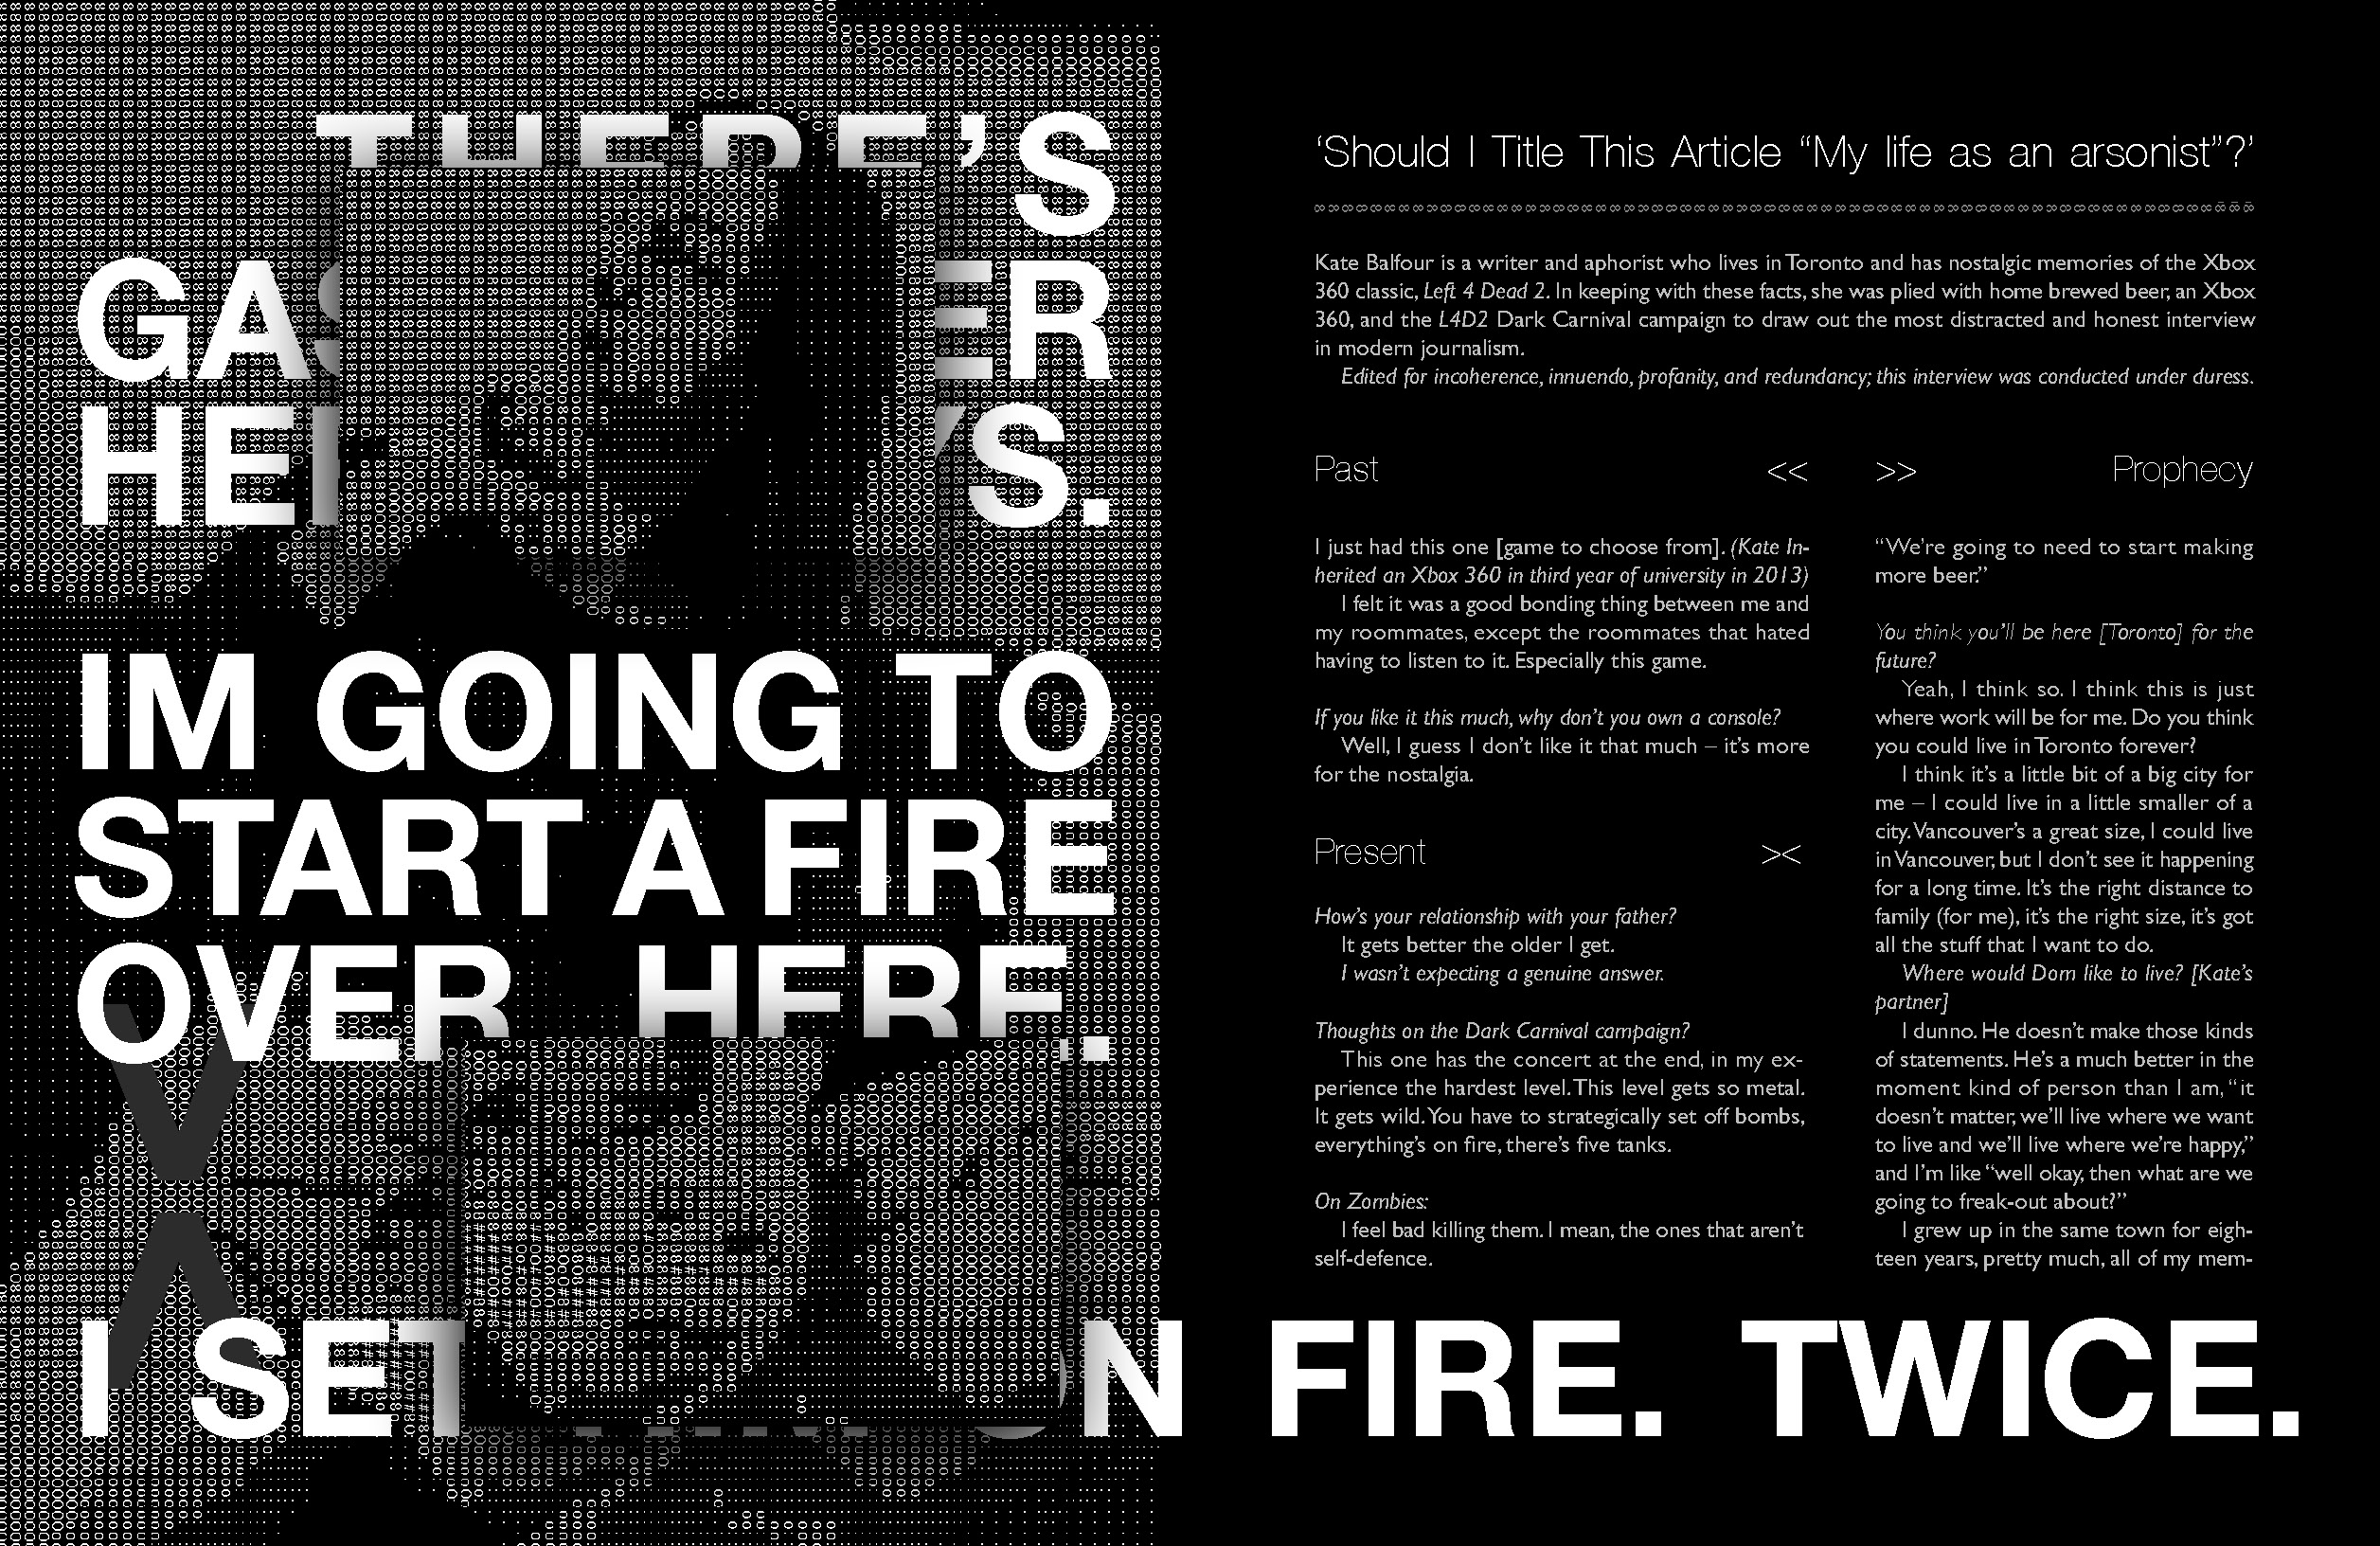 THERE’S
GAS
ER
HE
S.
IM GOING TO
START A FIRE
OVER HERE.
I SET
ON FIRE. TWICE.
‘Should I Title This Article “My life as an arsonist”?’
Kate Balfour is a writer and aphorist who lives in Toronto and has nostalgic memories of the Xbox
360 classic, Left 4 Dead 2. In keeping with these facts, she was plied with home brewed beer, an Xbox
360, and the L4D2 Dark Carnival campaign to draw out the most distracted and honest interview
in modern journalism.
Edited for incoherence, innuendo, profanity, and redundancy; this interview was conducted under duress.
Past <<
I just had this one [game to choose from]. (Kate In-
herited an Xbox 360 in third year of university in 2013)
I felt it was a good bonding thing between me and
my roommates, except the roommates that hated
having to listen to it. Especially this game.
If you like it this much, why don’t you own a console?
Well, I guess I don’t like it that much – it’s more
for the nostalgia.
Present ><
How’s your relationship with your father?
It gets better the older I get.
I wasn’t expecting a genuine answer.
Thoughts on the Dark Carnival campaign?
This one has the concert at the end, in my ex-
perience the hardest level. This level gets so metal.
It gets wild. You have to strategically set off bombs,
everything’s on fire, there’s five tanks.
On Zombies:
I feel bad killing them. I mean, the ones that aren’t
self-defence.
>> Prophecy
“We’re going to need to start making
more beer.”
You think you’ll be here [Toronto] for the
future?
Yeah, I think so. I think this is just
where work will be for me. Do you think
you could live in Toronto forever?
I think it’s a little bit of a big city for
me – I could live in a little smaller of a
city. Vancouver’s a great size, I could live
in Vancouver, but I don’t see it happening
for a long time. It’s the right distance to
family (for me), it’s the right size, it’s got
all the stuff that I want to do.
Where would Dom like to live? [Kate’s
partner]
I dunno. He doesn’t make those kinds
of statements. He’s a much better in the
moment kind of person than I am, “it
doesn’t matter, we’ll live where we want
to live and we’ll live where we’re happy,”
and I’m like “well okay, then what are we
going to freak-out about?”
I grew up in the same town for eigh-
teen years, pretty much, all of my mem-